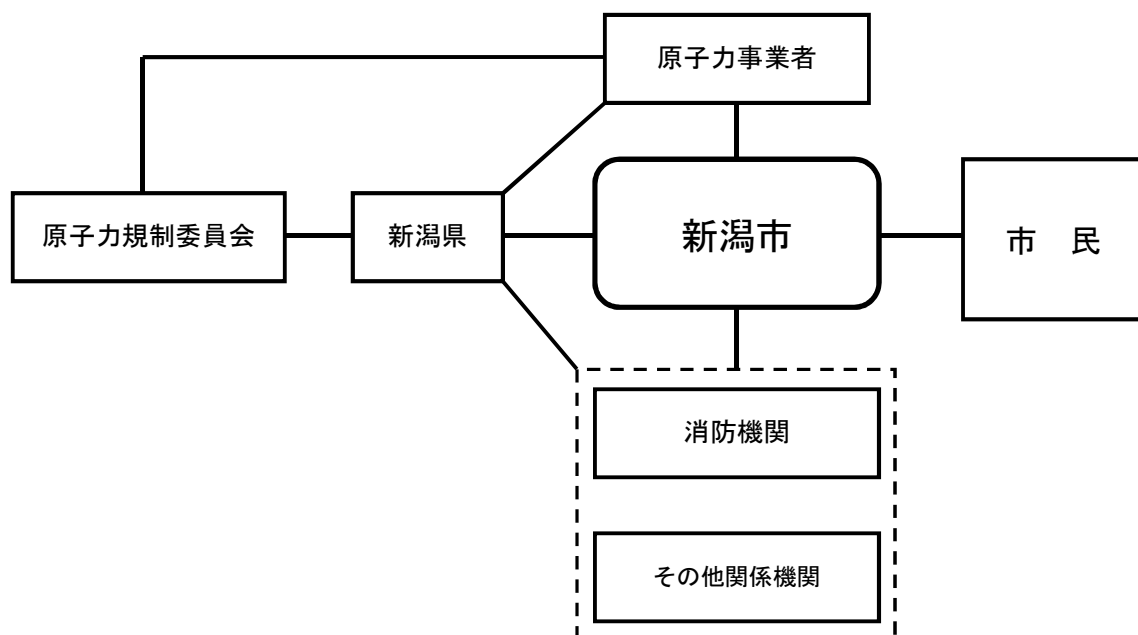 原子力事業者
原子力規制委員会
新潟県
新潟市
市　民
消防機関
その他関係機関